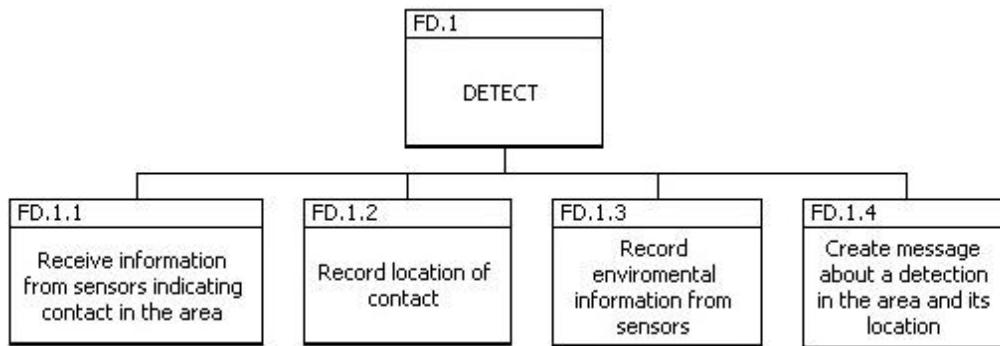 FD.1
DETECT
FD.1.1
Receive information
from sensors indicating
contact in the area
FD.1.2
Record location of
contact
FD.1.3
Record
enviromental
information from
sensors
FD.1.4
Create message
about a detection
in the area and its
location